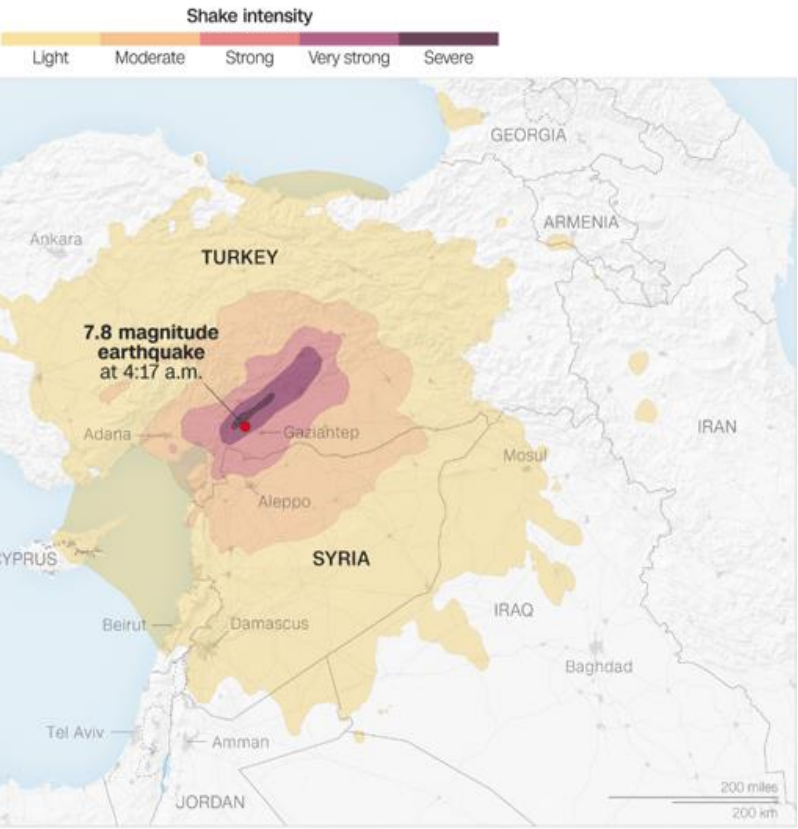 Shake intensity
Light Moderate Strong Very strong Severe
GEORGIA
ARMENIA
Ankara
TURKEY
7.8 magnitude
earthquake
at 4:17 a.m.
IRAN
Adana
Gaziantep
Mosul
Aleppo
SYRIA
CYPRUS
IRAQ
Beirut
Damascus
Baghdad
Tel Aviv
Amman
200 miles
JORDAN
200 km